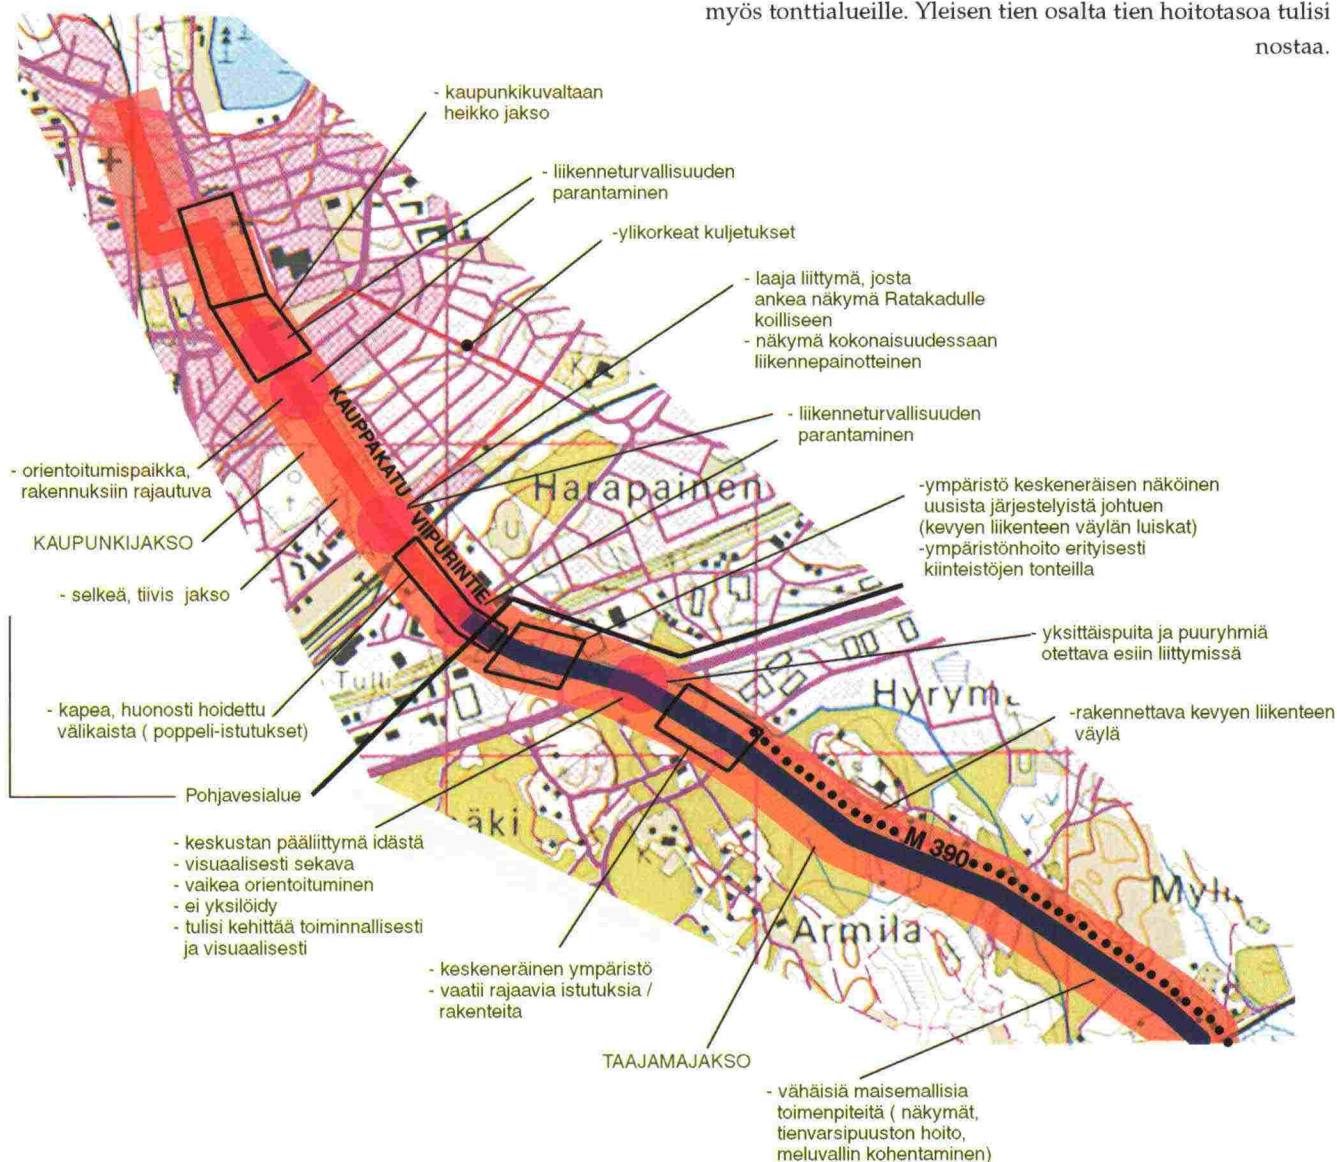 myös tonttialueille. Yleisen tien osalta tien hoitotasoa tulisi
nostaa.
- kaupunkikuvaltaan
heikko jakso
- liikenneturvallisuuden
parantaminen
-ylikorkeat kuljetukset
- laaja liittymä, josta
ankea näkymä Ratakadulle
koilliseen
- näkymä kokonaisuudessaan
liikennepainotteinen
- liikenneturvallisuuden
parantaminen
-ympäristö keskeneräisen näköinen
uusista järjestelyistä johtuen
(kevyen liikenteen väylän luiskat)
-ympäristönhoito erityisesti
kiinteistöjen tonteilla
- yksittäispuita ja puuryhmiä
otettava esiin liittymissä
-rakennettava kevyen liikenteen
väylä
- orientoitumispaikka,
rakennuksiin rajautuva
KAUPUNKIJAKSO
- selkeä, tiivis jakso
- kapea, huonosti hoidettu
välikaista ( poppeli-istutukset)
Pohjavesialue
- keskustan pääliittymä idästä
- visuaalisesti sekava
- vaikea orientoituminen
- ei yksilöidy
- tulisi kehittää toiminnallisesti
ja visuaalisesti
- keskeneräinen ympäristö
- vaatii rajaavia istutuksia /
rakenteita
TAAJAMAJAKSO
- vähäisiä maisemallisia
toimenpiteitä ( näkymät,
tienvarsipuuston hoito,
meluvallin kohentaminen)
KAUPPAKATU / VIIPURINTIE
Harapainen
U
K
Tulli
Hyrym
äki
K
M 390
Armila
Myl
U